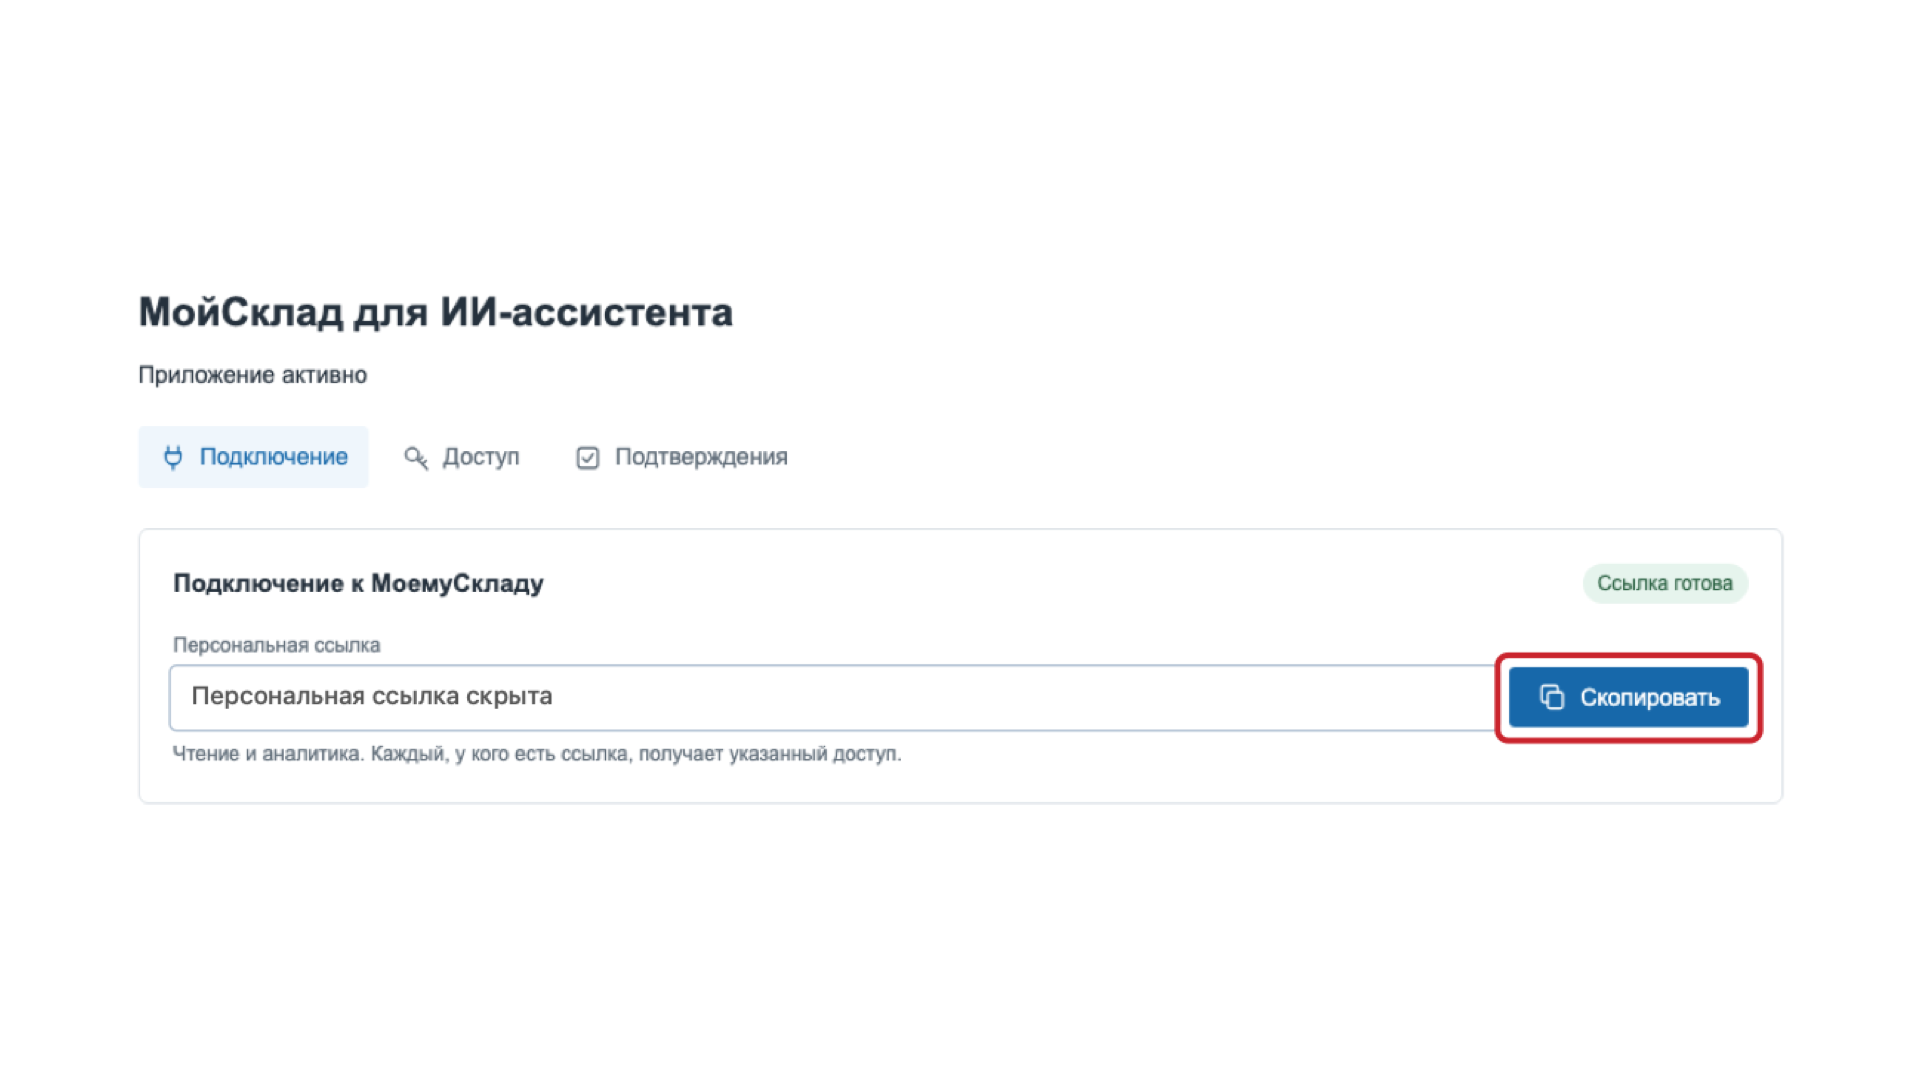 МойСклад для ИИ-ассистента
Приложение активно
Подключение
Доступ
Подтверждения
Подключение к МоемуСкладу
Ссылка готова
Персональная ссылка
Персональная ссылка скрыта
Скопировать
Чтение и аналитика. Каждый, у кого есть ссылка, получает указанный доступ.